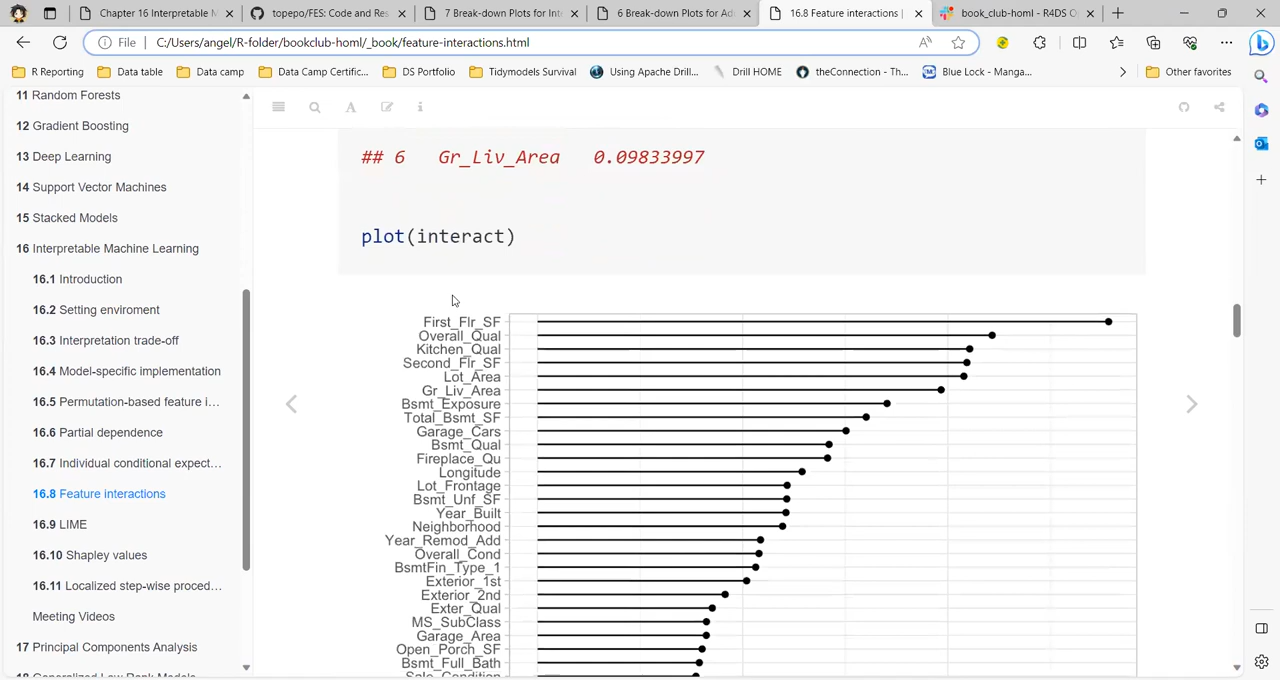 Chapter 16 Interpretable M
topepo/FES: Code and Res
7 Break-down Plots for Int
6 Break-down Plots for Ad
16.8 Feature interactions |
book_club-homl - R4DS O
File
C:/Users/angel/R-folder/bookclub-homl/_book/feature-interactions.html
R Reporting
Data table
Data camp
Data Camp Certific...
DS Portfolio
Tidymodels Survival
Using Apache Drill...
Drill HOME
theConnection - Th...
Blue Lock - Manga...
Other favorites
11 Random Forests
12 Gradient Boosting
13 Deep Learning
14 Support Vector Machines
15 Stacked Models
16 Interpretable Machine Learning
16.1 Introduction
16.2 Setting enviroment
16.3 Interpretation trade-off
16.4 Model-specific implementation
16.5 Permutation-based feature i...
16.6 Partial dependence
16.7 Individual conditional expect...
16.8 Feature interactions
16.9 LIME
16.10 Shapley values
16.11 Localized step-wise proced...
Meeting Videos
17 Principal Components Analysis
18 Generalized Low Rank Models
## 6 Gr_Liv_Area 0.09833997
plot(interact)
First_Flr_SF
Overall_Qual
Kitchen_Qual
Second_Flr_SF
Lot_Area
Gr_Liv_Area
Bsmt_Exposure
Total_Bsmt_SF
Garage_Cars
Bsmt_Qual
Fireplace_Qu
Longitude
Lot_Frontage
Bsmt_Unf_SF
Year_Built
Neighborhood
Year_Remod_Add
Overall_Cond
BsmtFin_Type_1
Exterior_1st
Exterior_2nd
Exter_Qual
MS_SubClass
Garage_Area
Open_Porch_SF
Bsmt_Full_Bath
Sale_Condition